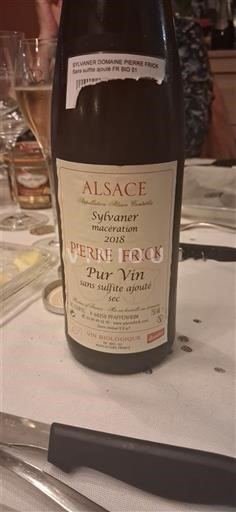 SYLVANER DOMAINE PIERRE FRICK
Sans sulfite ajouté FR BIO 01
ALSACE
Appellation Alsace Contrôlée
Sylvaner
macération
2018
PIERRE FRICK
Pur Vin
sans sulfite ajouté
sec
PFAFFENHEIM
VIN BIOLOGIQUE